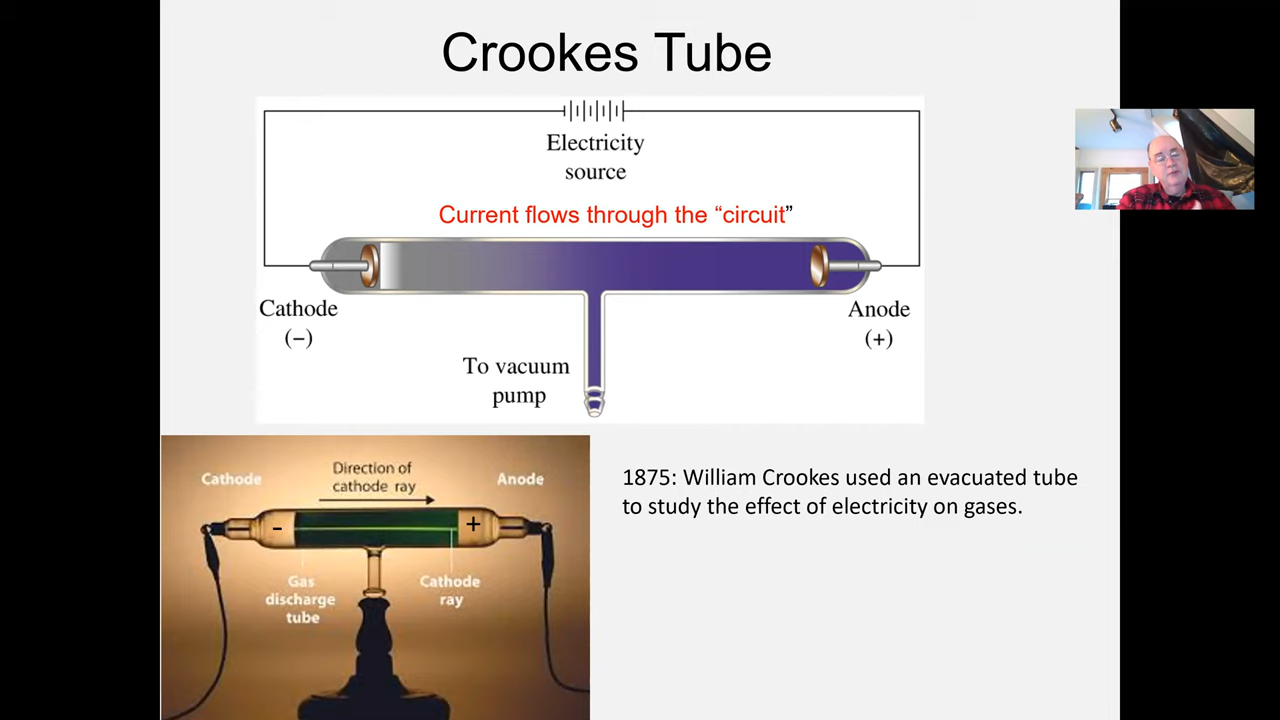 Crookes Tube
Electricity
source
Current flows through the “circuit”
Cathode
(−)
Anode
(+)
To vacuum
pump
Cathode
Direction of
cathode ray
Anode
-
+
Gas
discharge
tube
Cathode
ray
1875: William Crookes used an evacuated tube
to study the effect of electricity on gases.